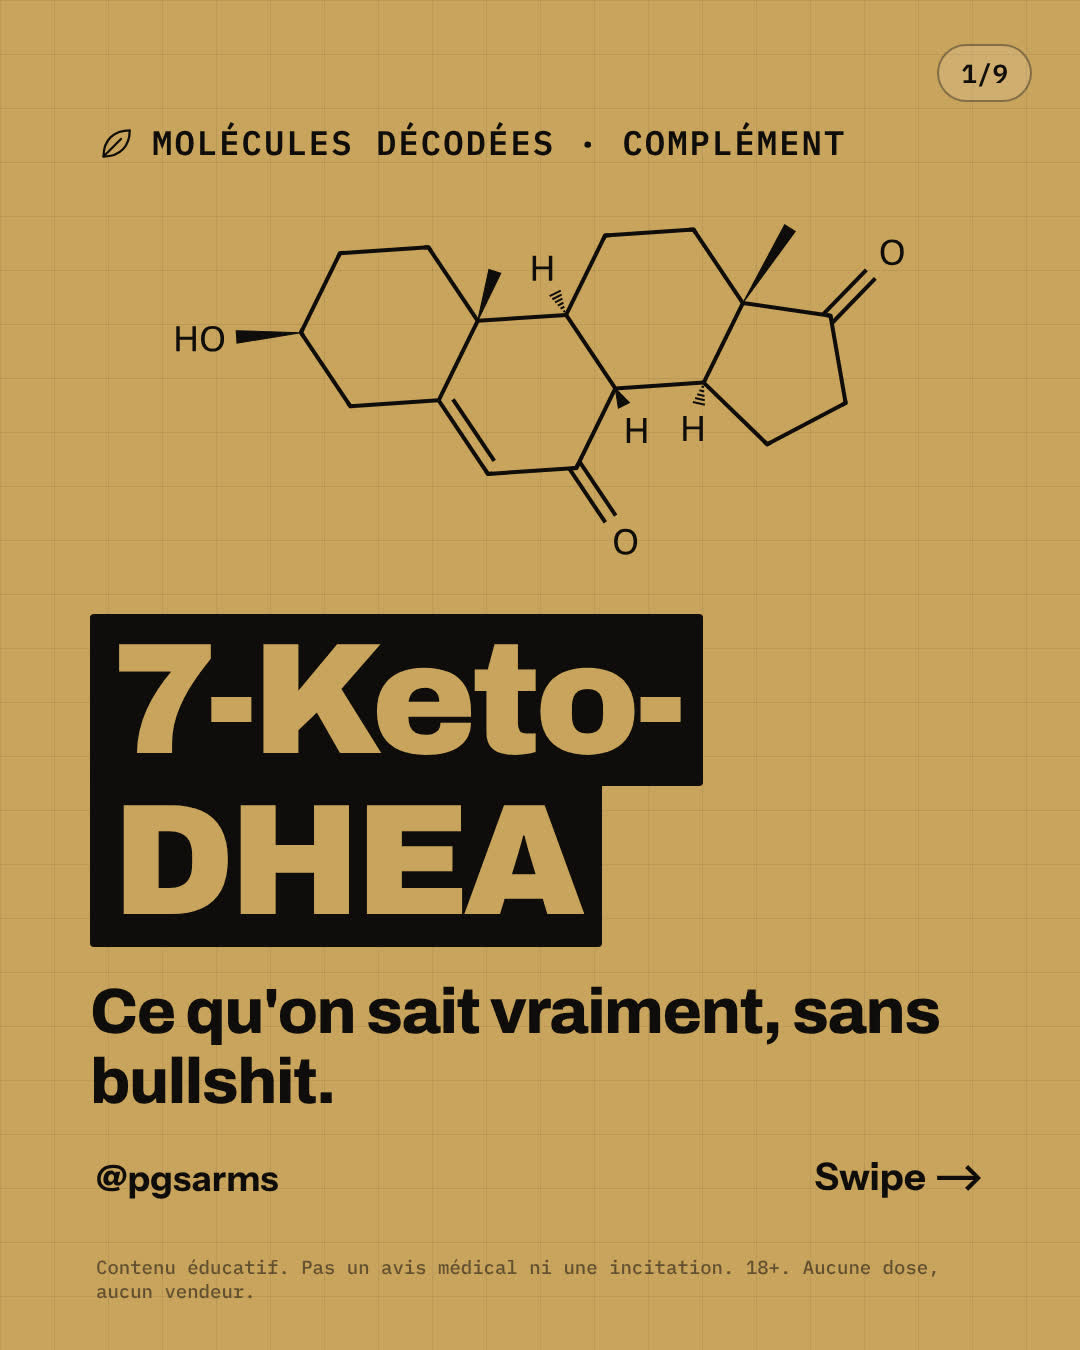 1/9
MOLÉCULES DÉCODÉES · COMPLÉMENT
O
H
HO
H H
O
7-Keto-
DHEA
Ce qu'on sait vraiment, sans
bullshit.
@pgsarms
Swipe →
Contenu éducatif. Pas un avis médical ni une incitation. 18+. Aucune dose,
aucun vendeur.